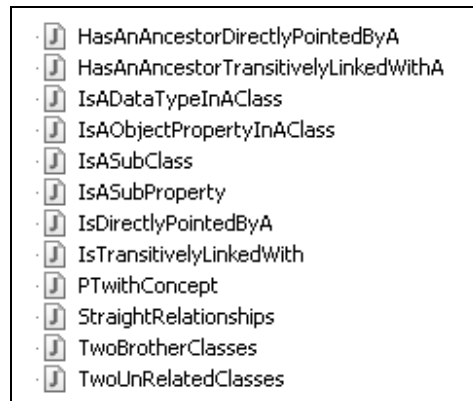 HasAnAncestorDirectlyPointedByA
HasAnAncestorTransitivelyLinkedWithA
IsADataTypeInAClass
IsAObjectPropertyInAClass
IsASubClass
IsASubProperty
IsDirectlyPointedByA
IsTransitivelyLinkedWith
PTwithConcept
StraightRelationships
TwoBrotherClasses
TwoUnRelatedClasses